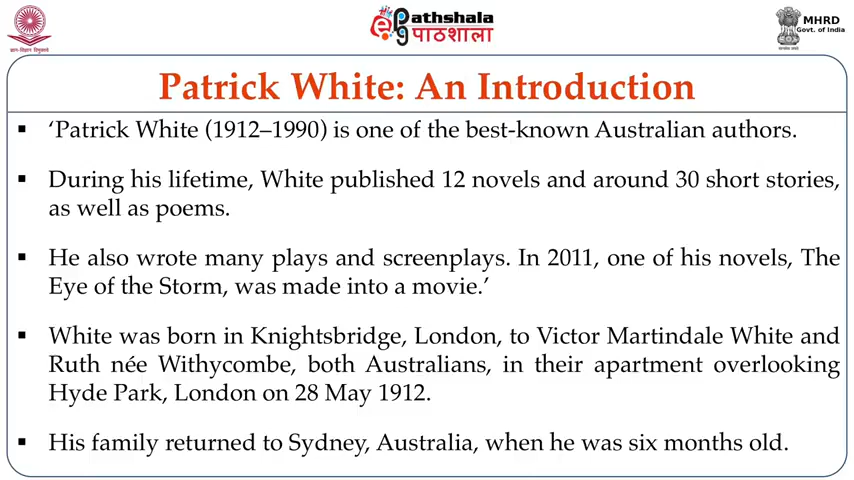 ज्ञान-विज्ञान विमुक्तये
ePathshala
पाठशाला
MHRD
Govt. of India
Patrick White: An Introduction
▪ ‘Patrick White (1912–1990) is one of the best-known Australian authors.
▪ During his lifetime, White published 12 novels and around 30 short stories,
as well as poems.
▪ He also wrote many plays and screenplays. In 2011, one of his novels, The
Eye of the Storm, was made into a movie.’
▪ White was born in Knightsbridge, London, to Victor Martindale White and
Ruth née Withycombe, both Australians, in their apartment overlooking
Hyde Park, London on 28 May 1912.
▪ His family returned to Sydney, Australia, when he was six months old.